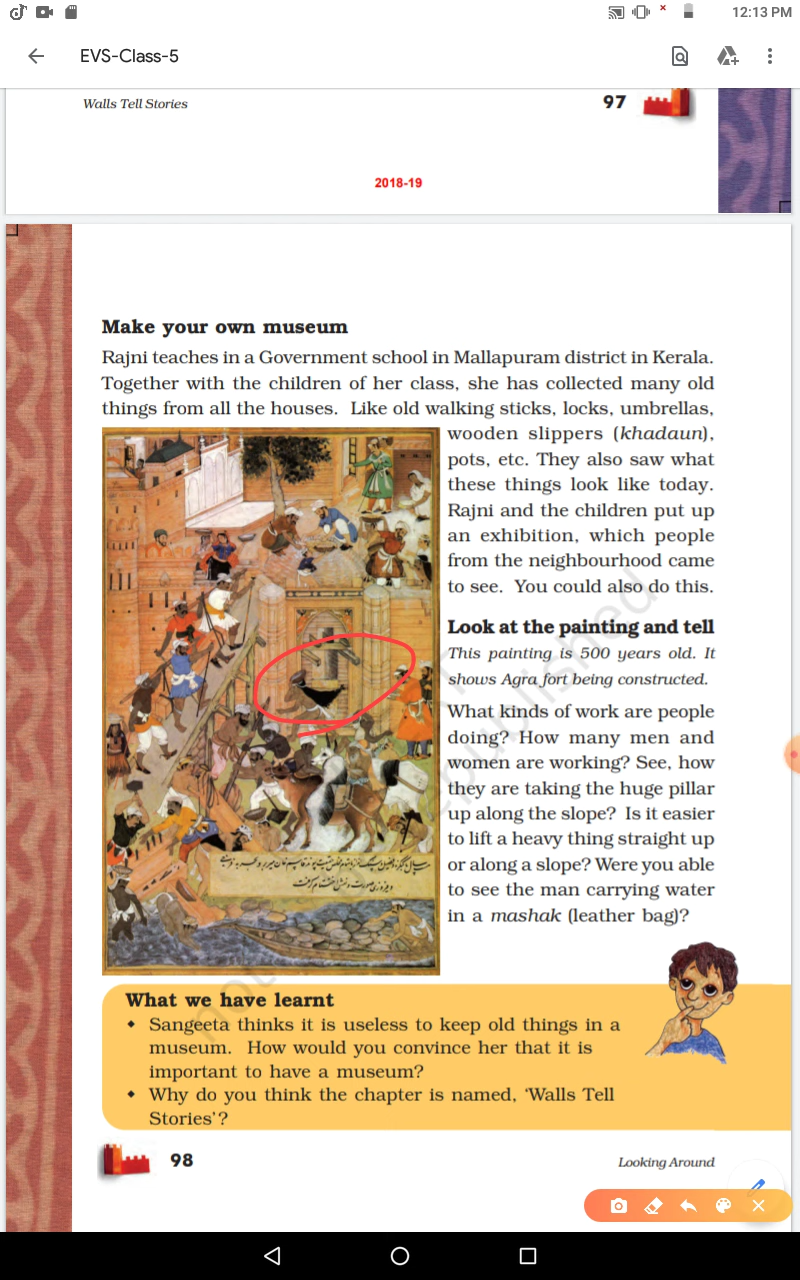 12:13 PM
EVS-Class-5
Walls Tell Stories
97
2018-19
Make your own museum
Rajni teaches in a Government school in Mallapuram district in Kerala.
Together with the children of her class, she has collected many old
things from all the houses. Like old walking sticks, locks, umbrellas,
wooden slippers (khadaun),
pots, etc. They also saw what
these things look like today.
Rajni and the children put up
an exhibition, which people
from the neighbourhood came
to see. You could also do this.
Look at the painting and tell
This painting is 500 years old. It
shows Agra fort being constructed.
What kinds of work are people
doing? How many men and
women are working? See, how
they are taking the huge pillar
up along the slope? Is it easier
to lift a heavy thing straight up
or along a slope? Were you able
to see the man carrying water
in a mashak (leather bag)?
What we have learnt
• Sangeeta thinks it is useless to keep old things in a
museum. How would you convince her that it is
important to have a museum?
• Why do you think the chapter is named, ‘Walls Tell
Stories’?
98
Looking Around
not
republished